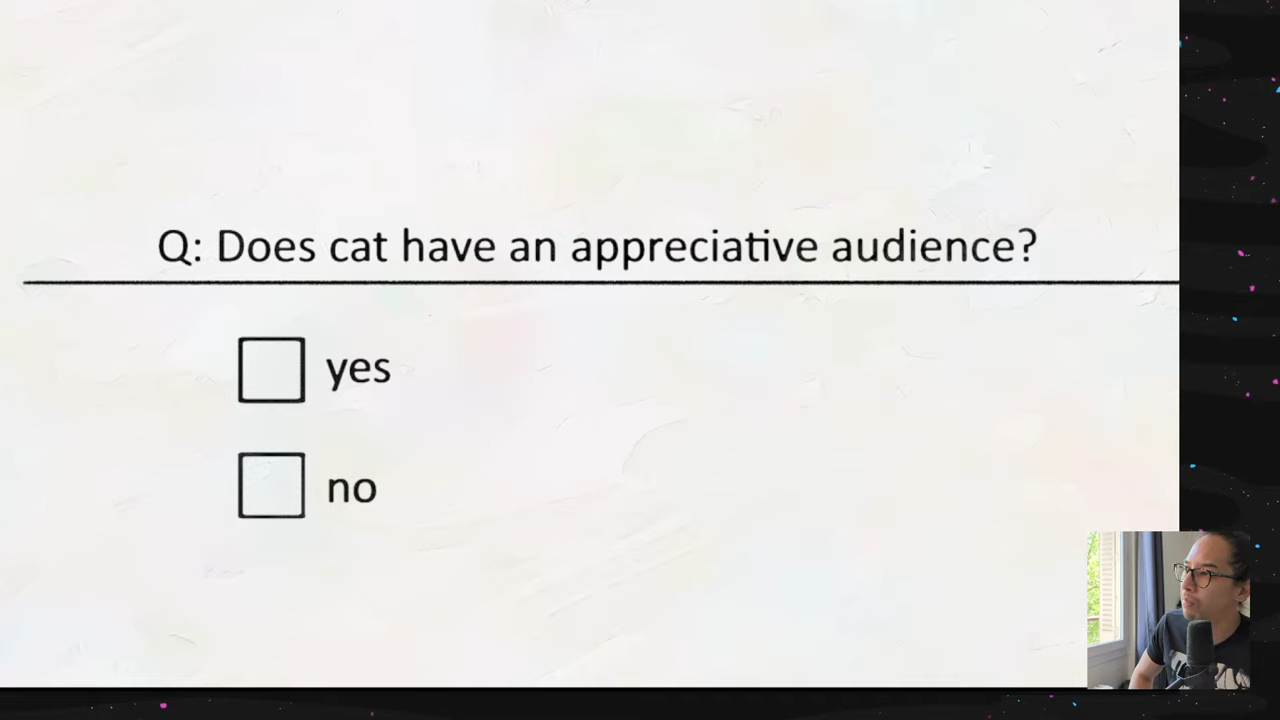 Q: Does cat have an appreciative audience?
yes
no